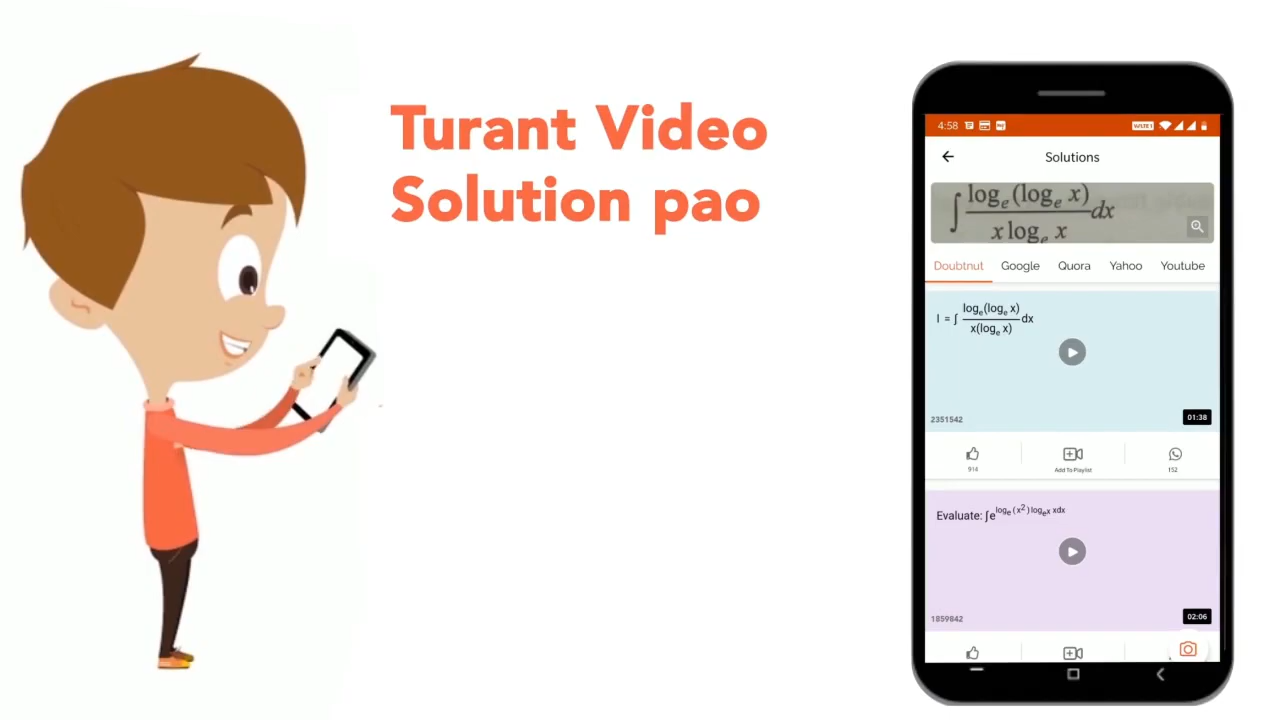 Turant Video
Solution pao
4:58
Solutions
∫ logₑ(logₑ x) / x logₑ x dx
Doubtnut Google Quora Yahoo Youtube
I = ∫ logₑ(logₑ x) / x(logₑ x) dx
2351542 01:38
914 Add To Playlist 152
Evaluate: ∫e^logₑ(x²)logₑx xdx
1859842 02:06